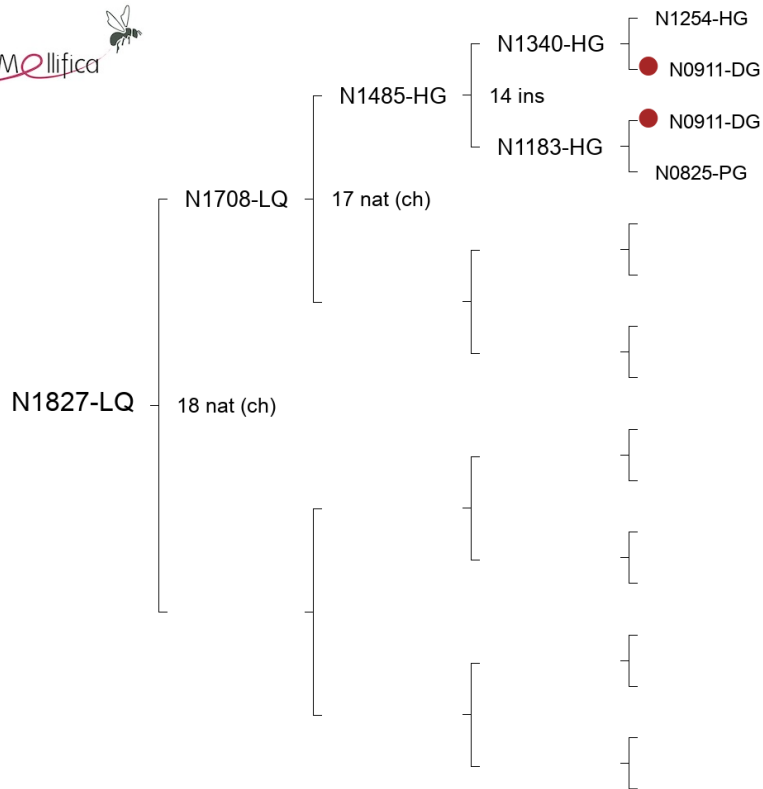 Mellifica
N1254-HG
N1340-HG
N0911-DG
N1485-HG
14 ins
N0911-DG
N1183-HG
N0825-PG
N1708-LQ
17 nat (ch)
N1827-LQ
18 nat (ch)